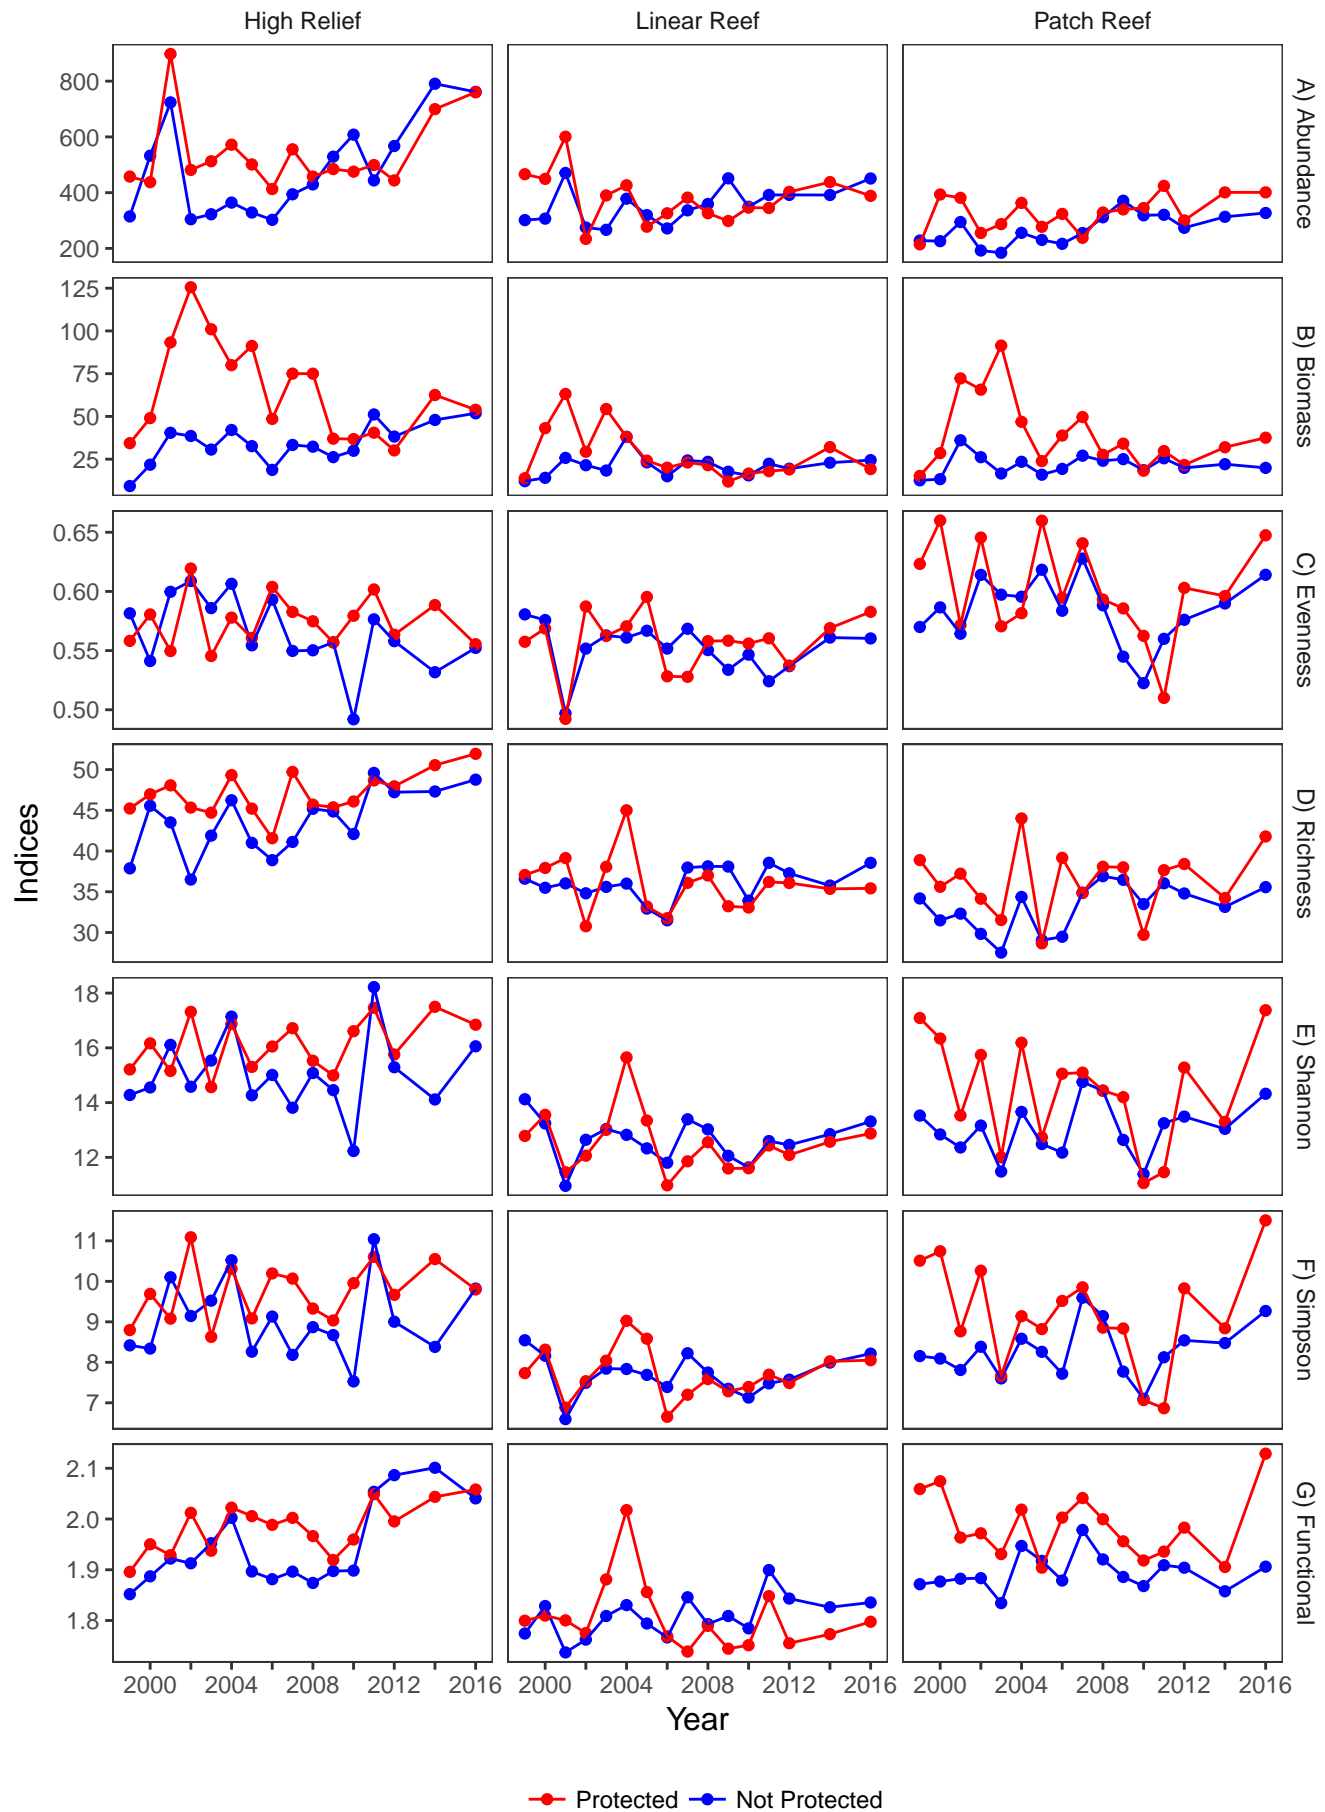 High Relief Linear Reef Patch Reef
800
600
400
200
A) Abundance
125
100
75
50
25
B) Biomass
0.65
0.60
0.55
0.50
C) Evenness
50
45
40
35
30
D) Richness
18
16
14
12
E) Shannon
11
10
9
8
7
F) Simpson
2.1
2.0
1.9
1.8
G) Functional
Indices
2000 2004 2008 2012 2016 2000 2004 2008 2012 2016 2000 2004 2008 2012 2016
Year
Protected Not Protected